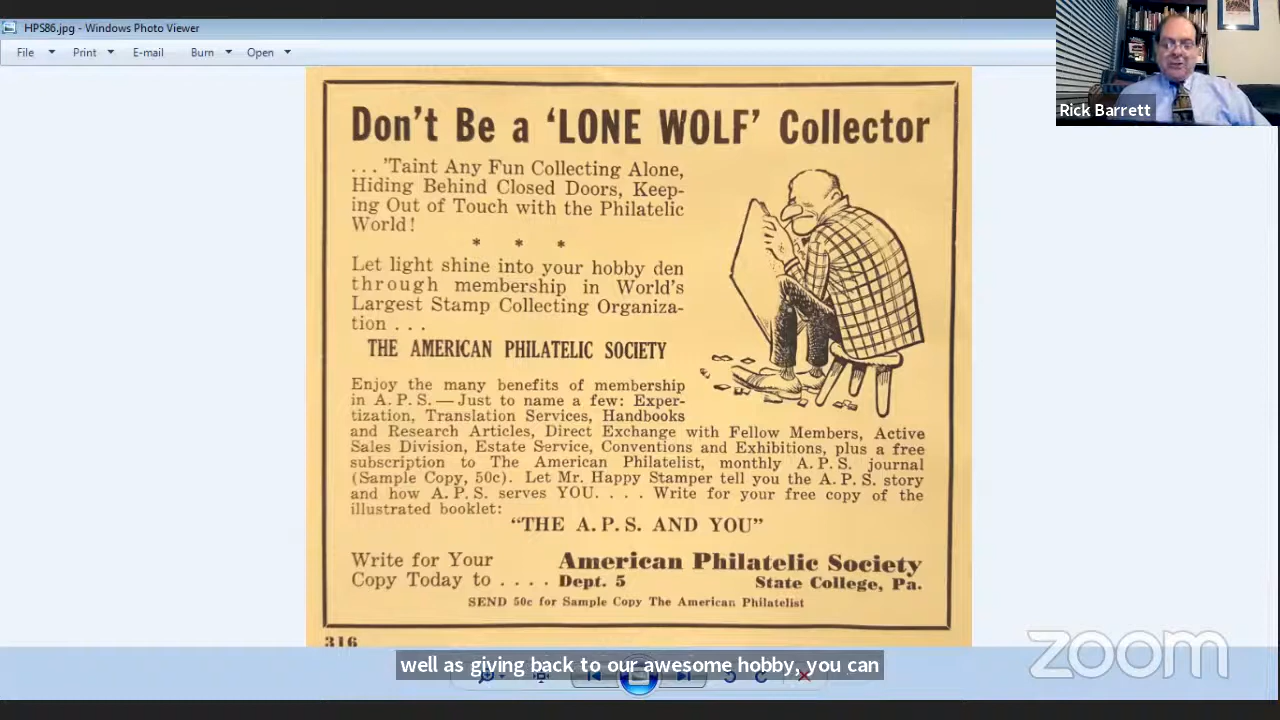 HPS86.jpg - Windows Photo Viewer
File Print E-mail Burn Open
Rick Barrett
Don't Be a 'LONE WOLF' Collector
. . . 'Taint Any Fun Collecting Alone,
Hiding Behind Closed Doors, Keep-
ing Out of Touch with the Philatelic
World!
* * *
Let light shine into your hobby den
through membership in World's
Largest Stamp Collecting Organiza-
tion . . .
THE AMERICAN PHILATELIC SOCIETY
Enjoy the many benefits of membership
in A. P. S. — Just to name a few: Exper-
tization, Translation Services, Handbooks
and Research Articles, Direct Exchange with Fellow Members, Active
Sales Division, Estate Service, Conventions and Exhibitions, plus a free
subscription to The American Philatelist, monthly A. P. S. journal
(Sample Copy, 50c). Let Mr. Happy Stamper tell you the A. P. S. story
and how A. P. S. serves YOU. . . . Write for your free copy of the
illustrated booklet:
"THE A. P. S. AND YOU"
Write for Your American Philatelic Society
Copy Today to . . . . Dept. 5 State College, Pa.
SEND 50c for Sample Copy The American Philatelist
316
zoom
well as giving back to our awesome hobby, you can